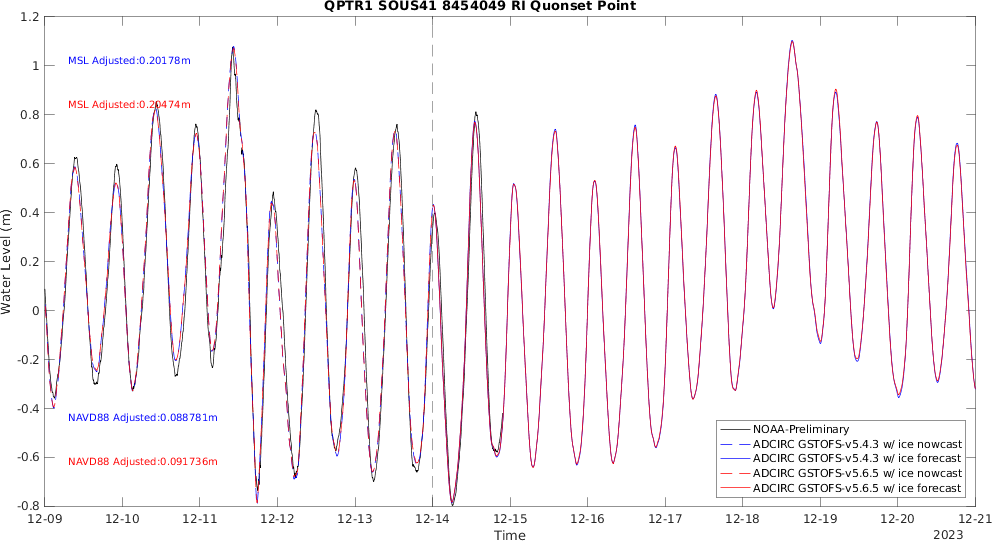 QPTR1 SOUS41 8454049 RI Quonset Point
1.2
1
0.8
0.6
0.4
0.2
0
-0.2
-0.4
-0.6
-0.8
Water Level (m)
MSL Adjusted:0.20178m
MSL Adjusted:0.20474m
NAVD88 Adjusted:0.088781m
NAVD88 Adjusted:0.091736m
NOAA-Preliminary
ADCIRC GSTOFS-v5.4.3 w/ ice nowcast
ADCIRC GSTOFS-v5.4.3 w/ ice forecast
ADCIRC GSTOFS-v5.6.5 w/ ice nowcast
ADCIRC GSTOFS-v5.6.5 w/ ice forecast
12-09 12-10 12-11 12-12 12-13 12-14 12-15 12-16 12-17 12-18 12-19 12-20 12-21
Time
2023